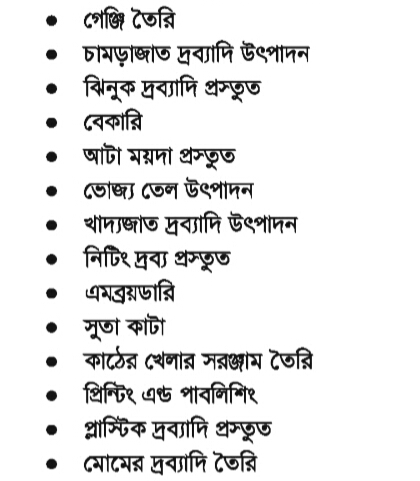 • গেঞ্জি তৈরি
• চামড়াজাত দ্রব্যাদি উৎপাদন
• ঝিনুক দ্রব্যাদি প্রস্তুত
• বেকারি
• আটা ময়দা প্রস্তুত
• ভোজ্য তেল উৎপাদন
• খাদ্যজাত দ্রব্যাদি উৎপাদন
• নিটিং দ্রব্য প্রস্তুত
• এমব্রয়ডারি
• সুতা কাটা
• কাঠের খেলার সরঞ্জাম তৈরি
• প্রিন্টিং এন্ড পাবলিশিং
• প্লাস্টিক দ্রব্যাদি প্রস্তুত
• মোমের দ্রব্যাদি তৈরি